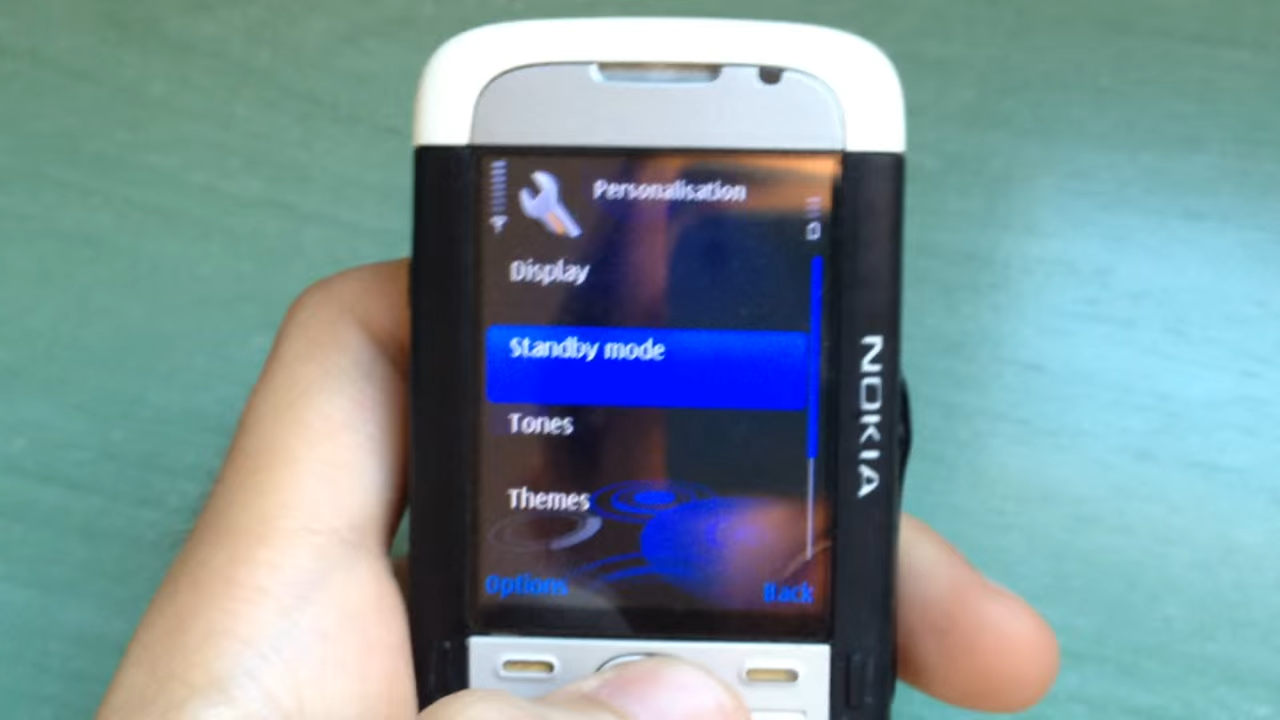 Personalisation
Display
Standby mode
Tones
Themes
Options
Back
NOKIA